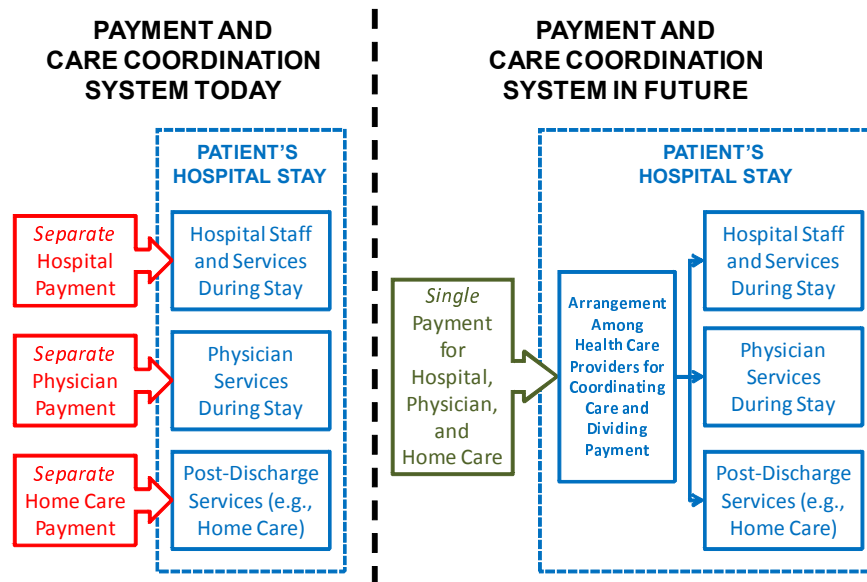 PAYMENT AND
CARE COORDINATION
SYSTEM TODAY
PATIENT'S
HOSPITAL STAY
Separate
Hospital
Payment
Hospital Staff
and Services
During Stay
Separate
Physician
Payment
Physician
Services
During Stay
Separate
Home Care
Payment
Post-Discharge
Services (e.g.,
Home Care)
PAYMENT AND
CARE COORDINATION
SYSTEM IN FUTURE
PATIENT'S
HOSPITAL STAY
Single
Payment
for
Hospital,
Physician,
and
Home Care
Arrangement
Among
Health Care
Providers for
Coordinating
Care and
Dividing
Payment
Hospital Staff
and Services
During Stay
Physician
Services
During Stay
Post-Discharge
Services (e.g.,
Home Care)